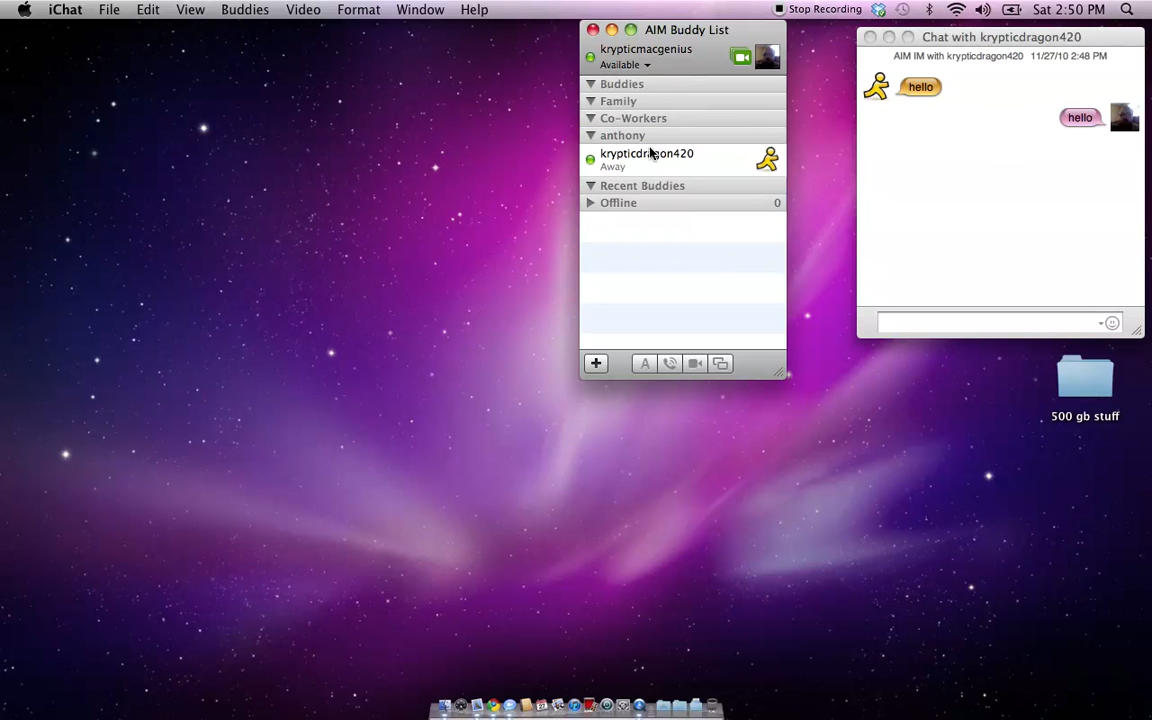 iChat File Edit View Buddies Video Format Window Help Stop Recording Sat 2:50 PM
AIM Buddy List
krypticmacgenius
Available
Buddies
Family
Co-Workers
anthony
krypticdragon420
Away
Recent Buddies
Offline 0
A
Chat with krypticdragon420
AIM IM with krypticdragon420 11/27/10 2:48 PM
hello
hello
500 gb stuff